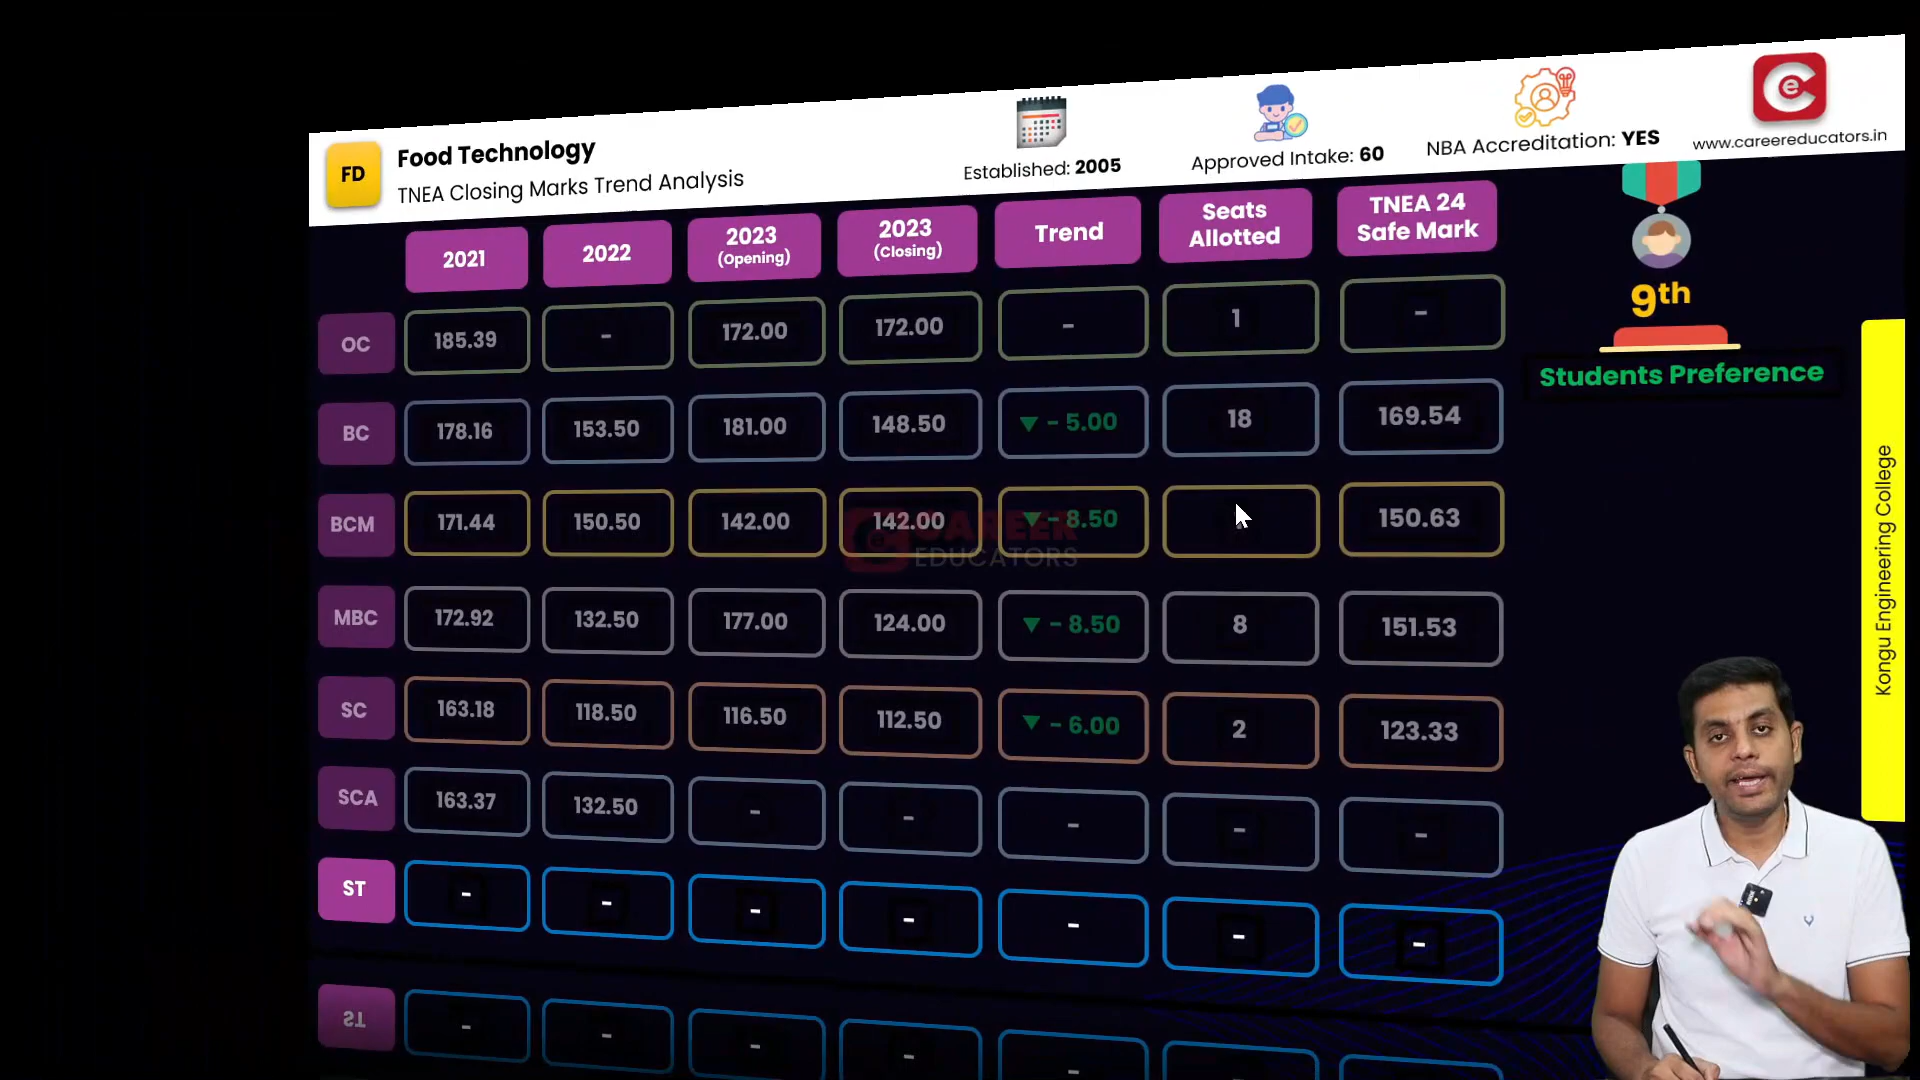 FD
Food Technology
TNEA Closing Marks Trend Analysis
Established: 2005
Approved Intake: 60
NBA Accreditation: YES
e
www.careereducators.in
2021 2022 2023 (Opening) 2023 (Closing) Trend Seats Allotted TNEA 24 Safe Mark
OC 185.39 - 172.00 172.00 - 1 -
BC 178.16 153.50 181.00 148.50 ▼ - 5.00 18 169.54
BCM 171.44 150.50 142.00 142.00 ▼ - 8.50 150.63
MBC 172.92 132.50 177.00 124.00 ▼ - 8.50 8 151.53
SC 163.18 118.50 116.50 112.50 ▼ - 6.00 2 123.33
SCA 163.37 132.50 - - - - -
ST - - - - - - -
9th
Students Preference
Kongu Engineering College
CAREER
EDUCATORS